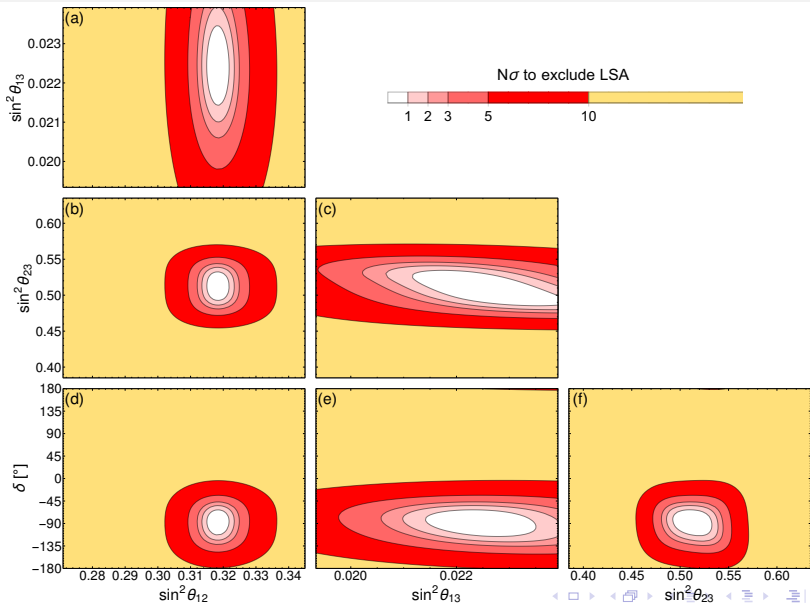 (a)
0.023
0.022
0.021
0.020
sin²θ₁₃
Nσ to exclude LSA
1 2 3 5 10
(b)
(c)
0.60
0.55
0.50
0.45
0.40
sin²θ₂₃
(d)
(e)
(f)
180
135
90
45
0
-45
-90
-135
-180
δ [°]
0.28 0.29 0.30 0.31 0.32 0.33 0.34
0.020 0.022
0.40 0.45 0.50 0.55 0.60
sin²θ₁₂
sin²θ₁₃
sin²θ₂₃